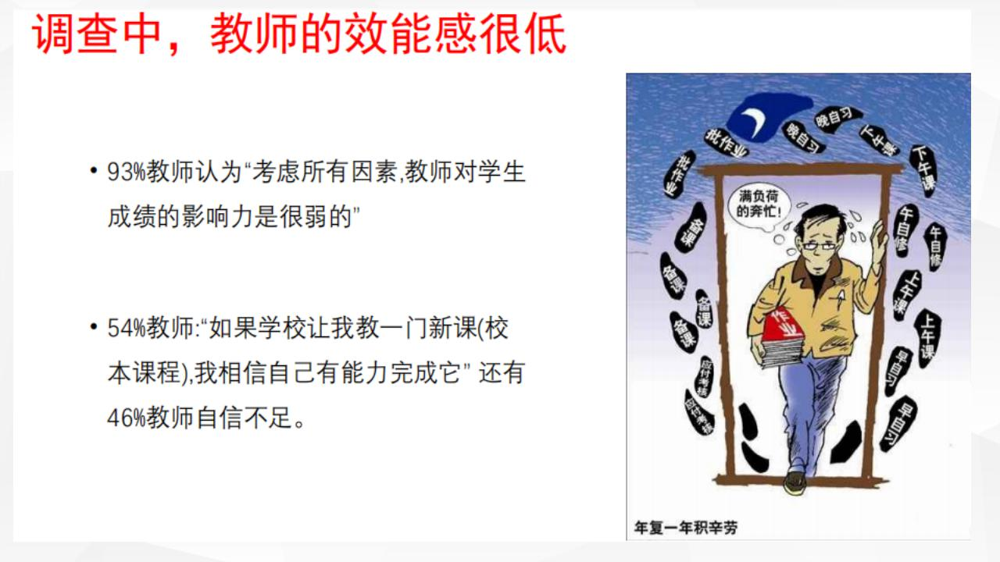 调查中，教师的效能感很低
• 93%教师认为“考虑所有因素,教师对学生
成绩的影响力是很弱的”
• 54%教师:“如果学校让我教一门新课(校
本课程),我相信自己有能力完成它” 还有
46%教师自信不足。
满负荷
的奔忙!
作业
批作业
批作业
晚自习
晚自习
下午课
下午课
午自修
午自修
上午课
上午课
早自习
早自习
备课
备课
备课
备课
应付考核
应付考核
年复一年积辛劳